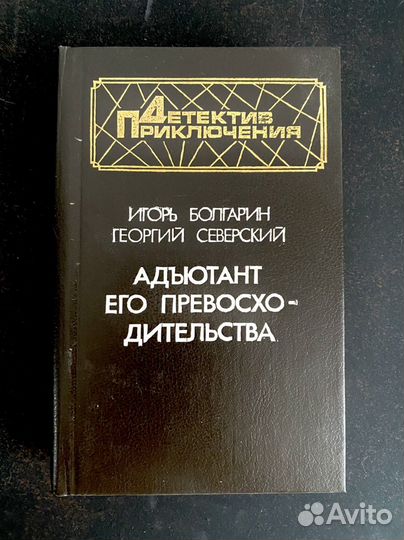 ДЕТЕКТИВ
ПРИКЛЮЧЕНИЯ
ИГОРЬ БОЛГАРИН
ГЕОРГИЙ СЕВЕРСКИЙ
АДЪЮТАНТ
ЕГО ПРЕВОСХО-
ДИТЕЛЬСТВА
Avito